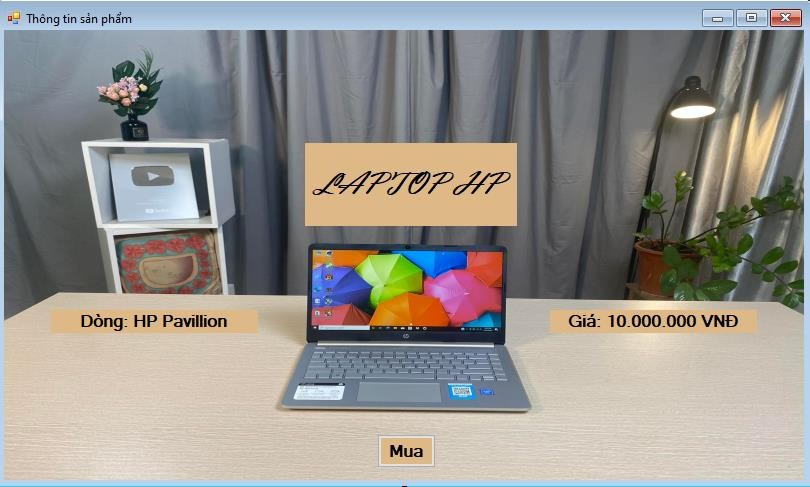 Thông tin sản phẩm
LAPTOP HP
Dòng: HP Pavillion
Giá: 10.000.000 VNĐ
Mua